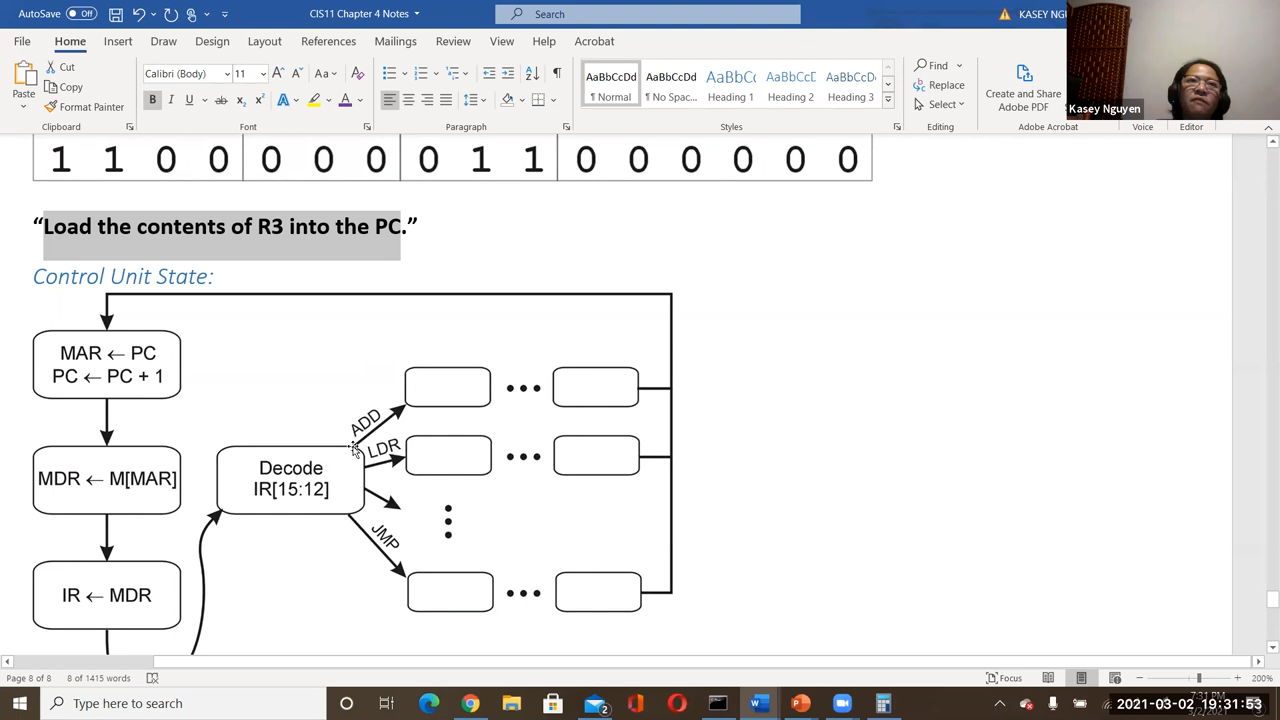 AutoSave Off CIS11 Chapter 4 Notes Search KASEY NGU
File Home Insert Draw Design Layout References Mailings Review View Help Acrobat
Paste Cut Copy Format Painter
Calibri (Body) 11
AaBbCcDd AaBbCcDd AaBbCc AaBbCcC AaBbCcD
¶ Normal ¶ No Spac... Heading 1 Heading 2 Heading 3
Find Replace Select
Create and Share Adobe PDF
Kasey Nguyen
Clipboard Font Paragraph Styles Editing Adobe Acrobat Voice Editor
1 1 0 0 0 0 0 0 1 1 0 0 0 0 0 0
“Load the contents of R3 into the PC.”
Control Unit State:
MAR ← PC
PC ← PC + 1
ADD
LDR
Decode
IR[15:12]
MDR ← M[MAR]
JMP
IR ← MDR
Page 8 of 8 8 of 1415 words Focus 200%
Type here to search
2
7:31 PM
2021-03-02 19:31:53